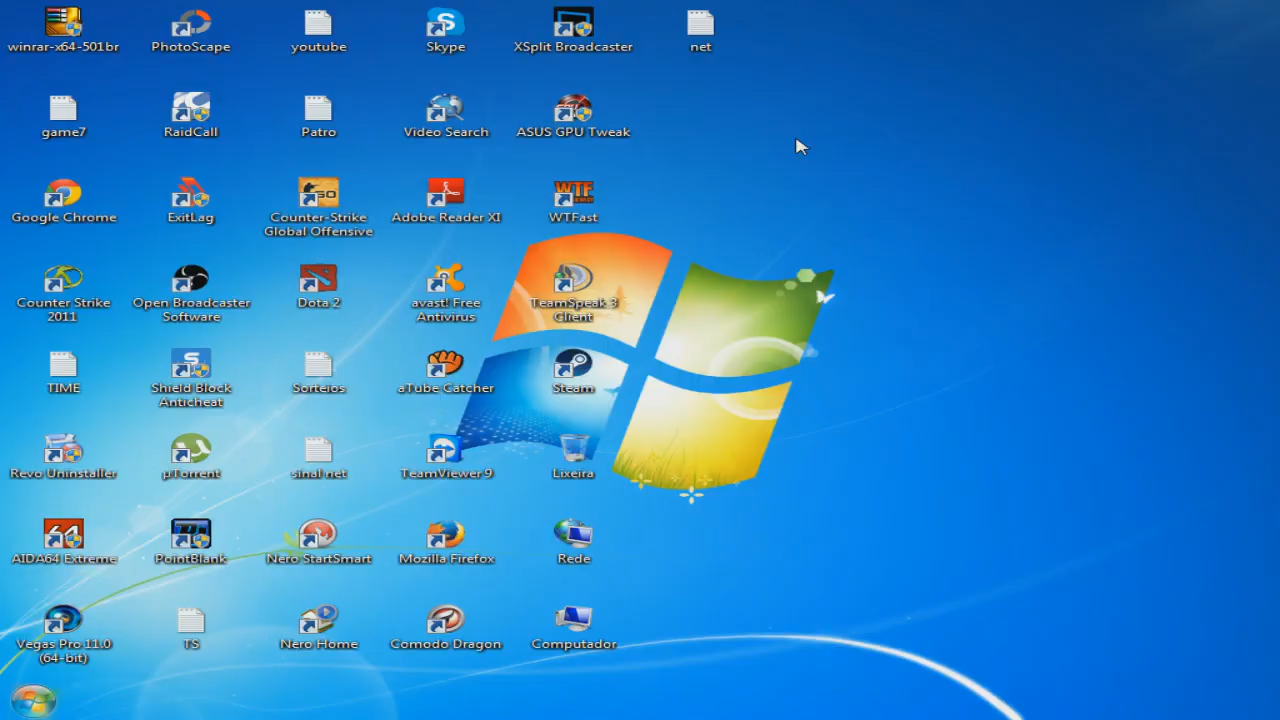 winrar-x64-501br
PhotoScape
youtube
Skype
XSplit Broadcaster
net
game7
RaidCall
Patro
Video Search
ASUS GPU Tweak
Google Chrome
ExitLag
Counter-Strike
Global Offensive
GO
Adobe Reader XI
WTF
WTFast
Counter Strike
2011
Open Broadcaster
Software
Dota 2
avast! Free
Antivirus
TeamSpeak 3
Client
TIME
Shield Block
Anticheat
Sorteios
aTube Catcher
Steam
Revo Uninstaller
µTorrent
sinal net
TeamViewer 9
Lixeira
64
AIDA64 Extreme
PointBlank
Nero StartSmart
Mozilla Firefox
Rede
Vegas Pro 11.0
(64-bit)
TS
Nero Home
Comodo Dragon
Computador